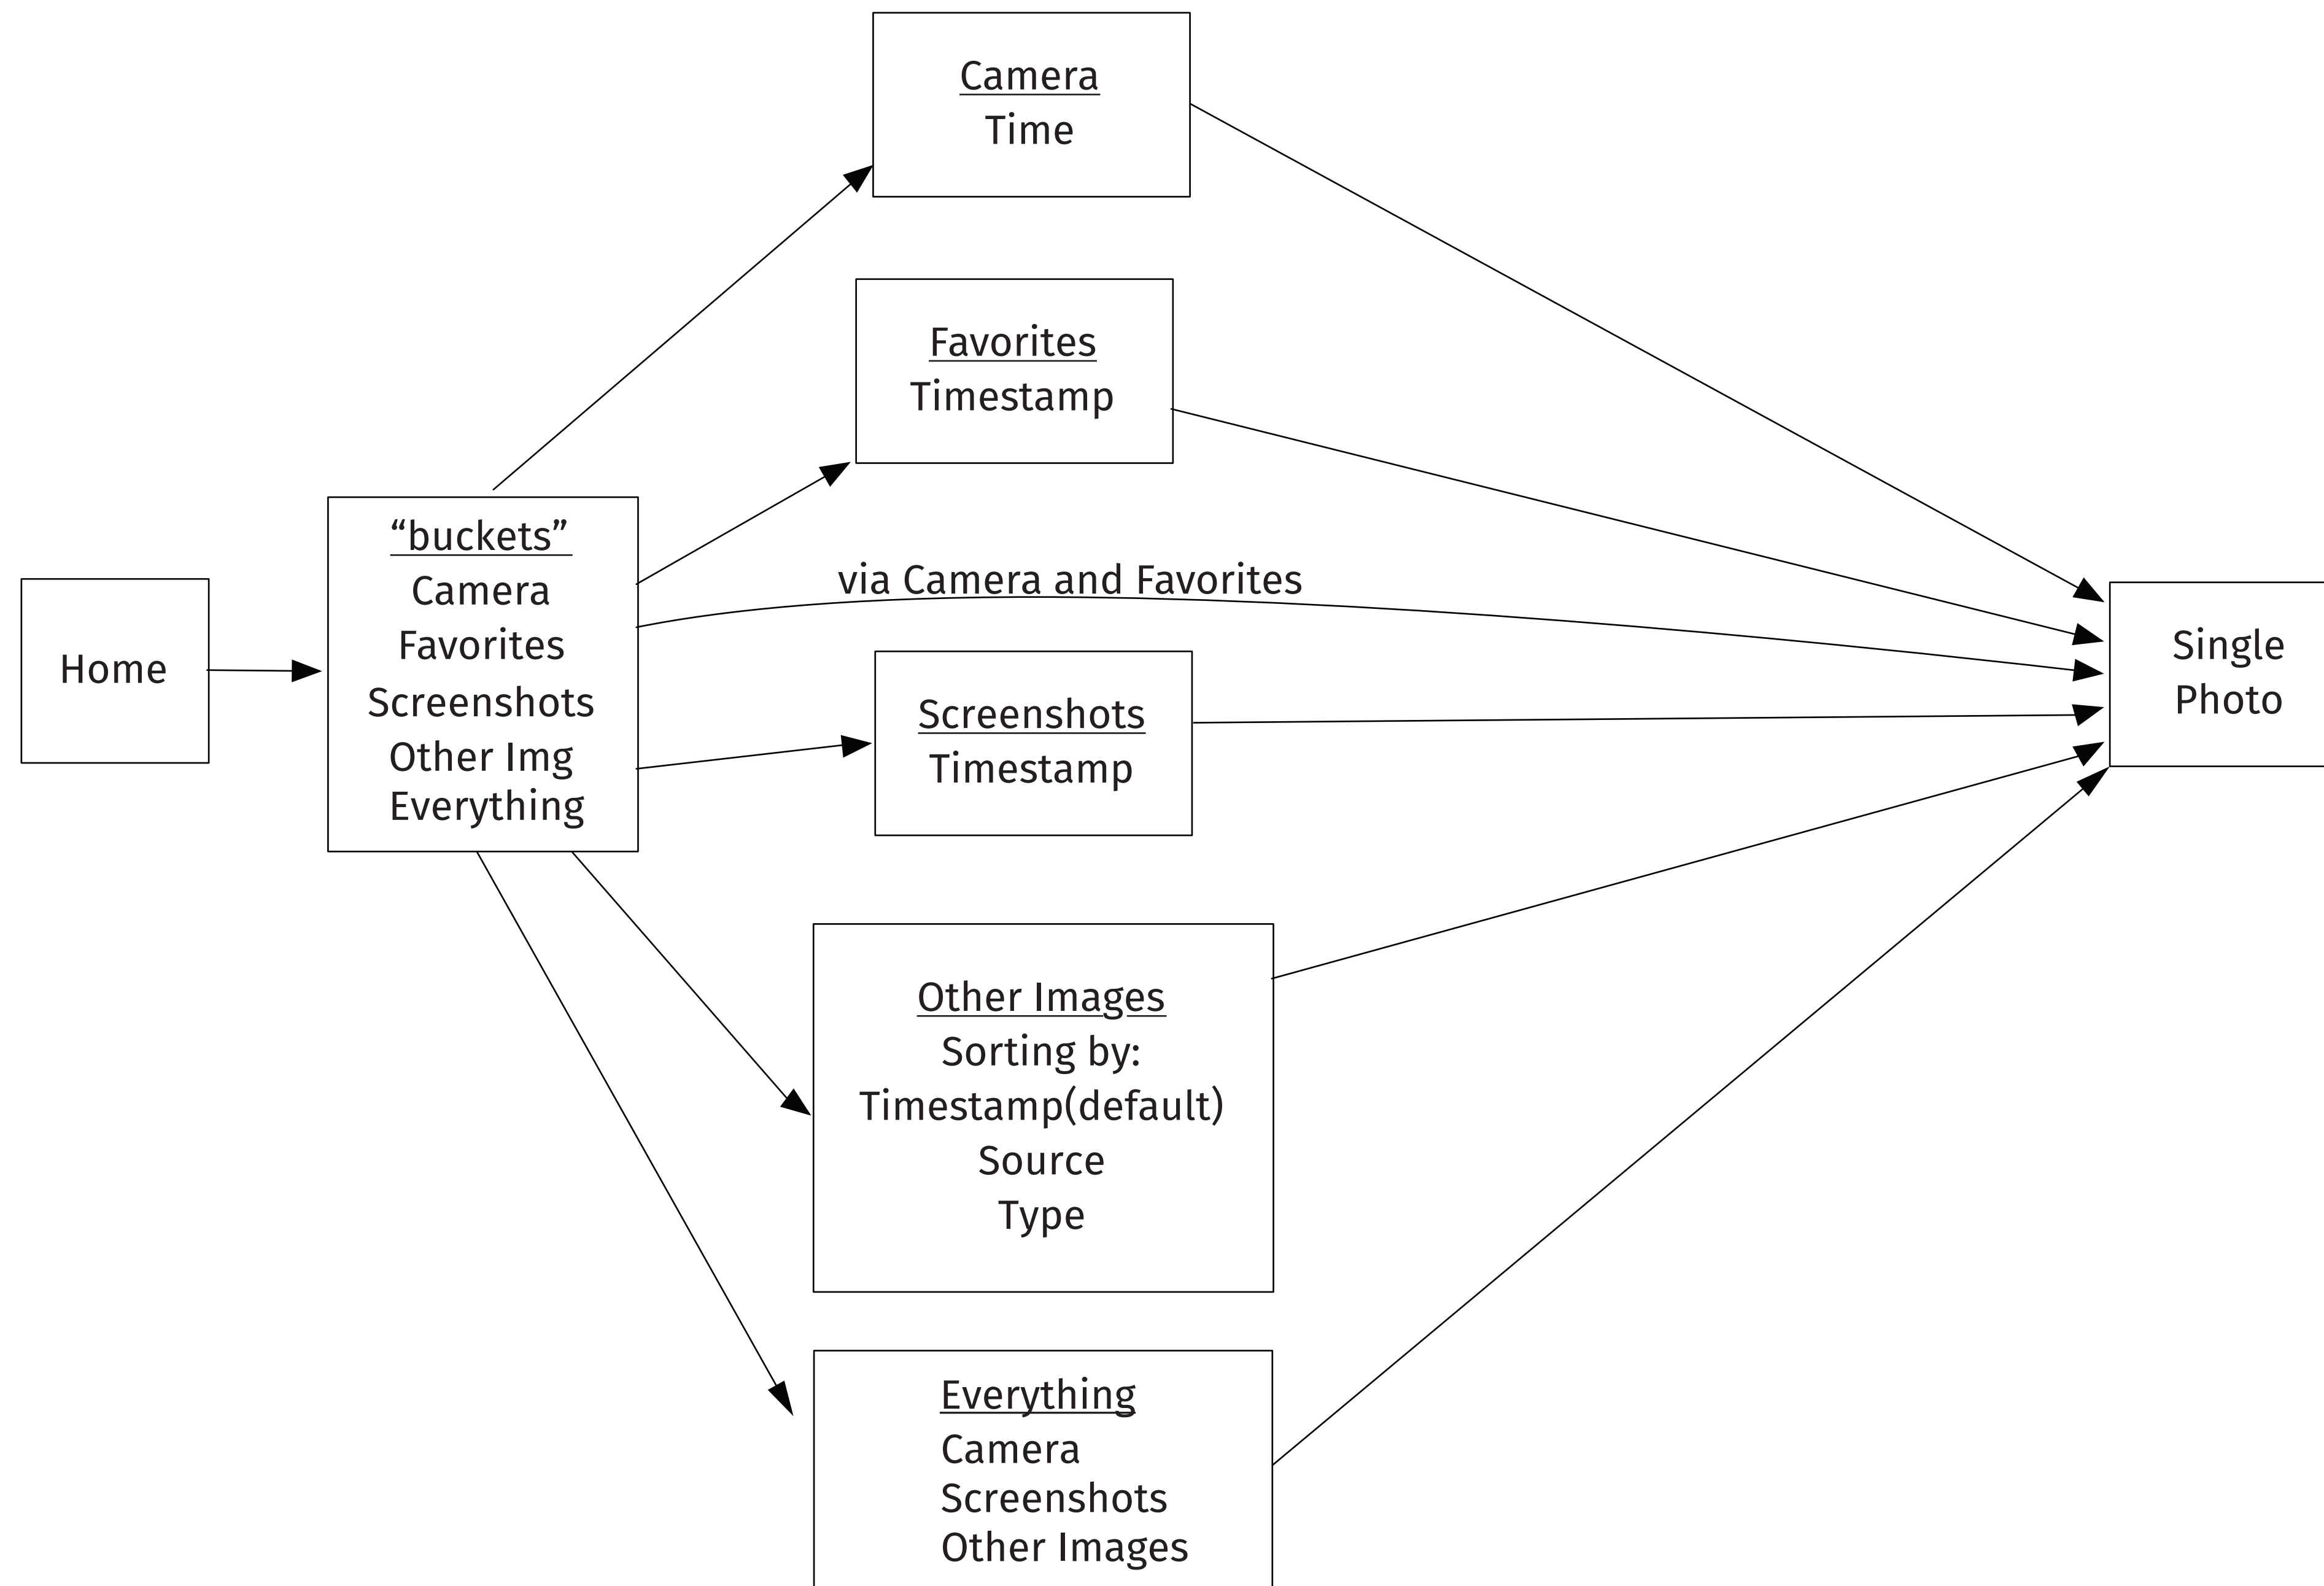 Home
“buckets”
Camera
Favorites
Screenshots
Other Img
Everything
Camera
Time
Favorites
Timestamp
via Camera and Favorites
Screenshots
Timestamp
Other Images
Sorting by:
Timestamp(default)
Source
Type
Everything
Camera
Screenshots
Other Images
Single
Photo